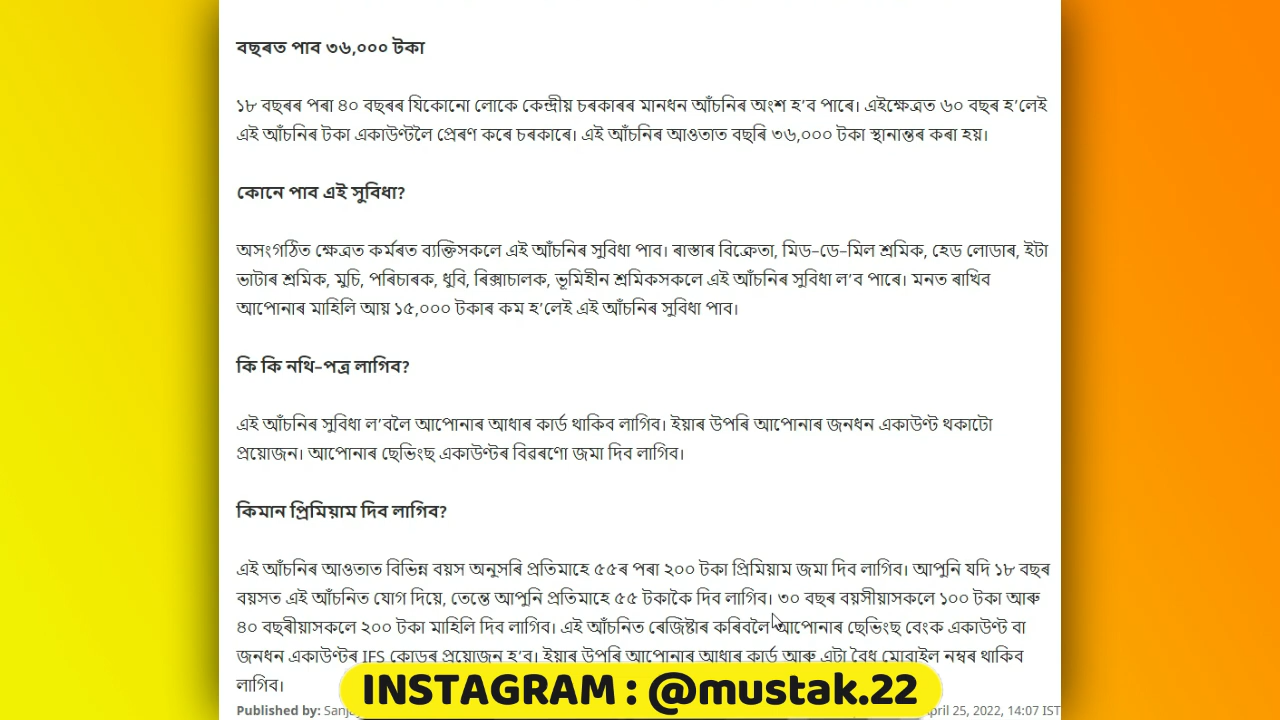 বছৰত পাব ৩৬,০০০ টকা
১৮ বছৰৰ পৰা ৪০ বছৰৰ যিকোনো লোকে কেন্দ্ৰীয় চৰকাৰৰ মানধন আঁচনিৰ অংশ হ’ব পাৰে। এইক্ষেত্ৰত ৬০ বছৰ হ’লেই
এই আঁচনিৰ টকা একাউণ্টলৈ প্ৰেৰণ কৰে চৰকাৰে। এই আঁচনিৰ আওতাত বছৰি ৩৬,০০০ টকা স্থানান্তৰ কৰা হয়।
কোনে পাব এই সুবিধা?
অসংগঠিত ক্ষেত্ৰত কৰ্মৰত ব্যক্তিসকলে এই আঁচনিৰ সুবিধা পাব। ৰাস্তাৰ বিক্ৰেতা, মিড–ডে–মিল শ্ৰমিক, হেড লোডাৰ, ইটা
ভাটাৰ শ্ৰমিক, মুচি, পৰিচাৰক, ধুবি, ৰিক্সাচালক, ভূমিহীন শ্ৰমিকসকলে এই আঁচনিৰ সুবিধা ল’ব পাৰে। মনত ৰাখিব
আপোনাৰ মাহিলি আয় ১৫,০০০ টকাৰ কম হ’লেই এই আঁচনিৰ সুবিধা পাব।
কি কি নথি–পত্ৰ লাগিব?
এই আঁচনিৰ সুবিধা ল’বলৈ আপোনাৰ আধাৰ কাৰ্ড থাকিব লাগিব। ইয়াৰ উপৰি আপোনাৰ জনধন একাউণ্ট থকাটো
প্ৰয়োজন। আপোনাৰ ছেভিংছ একাউণ্টৰ বিৱৰণো জমা দিব লাগিব।
কিমান প্ৰিমিয়াম দিব লাগিব?
এই আঁচনিৰ আওতাত বিভিন্ন বয়স অনুসৰি প্ৰতিমাহে ৫৫ৰ পৰা ২০০ টকা প্ৰিমিয়াম জমা দিব লাগিব। আপুনি যদি ১৮ বছৰ
বয়সত এই আঁচনিত যোগ দিয়ে, তেন্তে আপুনি প্ৰতিমাহে ৫৫ টকাকৈ দিব লাগিব। ৩০ বছৰ বয়সীয়াসকলে ১০০ টকা আৰু
৪০ বছৰীয়াসকলে ২০০ টকা মাহিলি দিব লাগিব। এই আঁচনিত ৰেজিষ্টাৰ কৰিবলৈ আপোনাৰ ছেভিংছ বেংক একাউণ্ট বা
জনধন একাউণ্টৰ IFS কোডৰ প্ৰয়োজন হ’ব। ইয়াৰ উপৰি আপোনাৰ আধাৰ কাৰ্ড আৰু এটা বৈধ মোবাইল নম্বৰ থাকিব
লাগিব।
INSTAGRAM : @mustak.22
Published by: 25, 2022, 14:07 IST